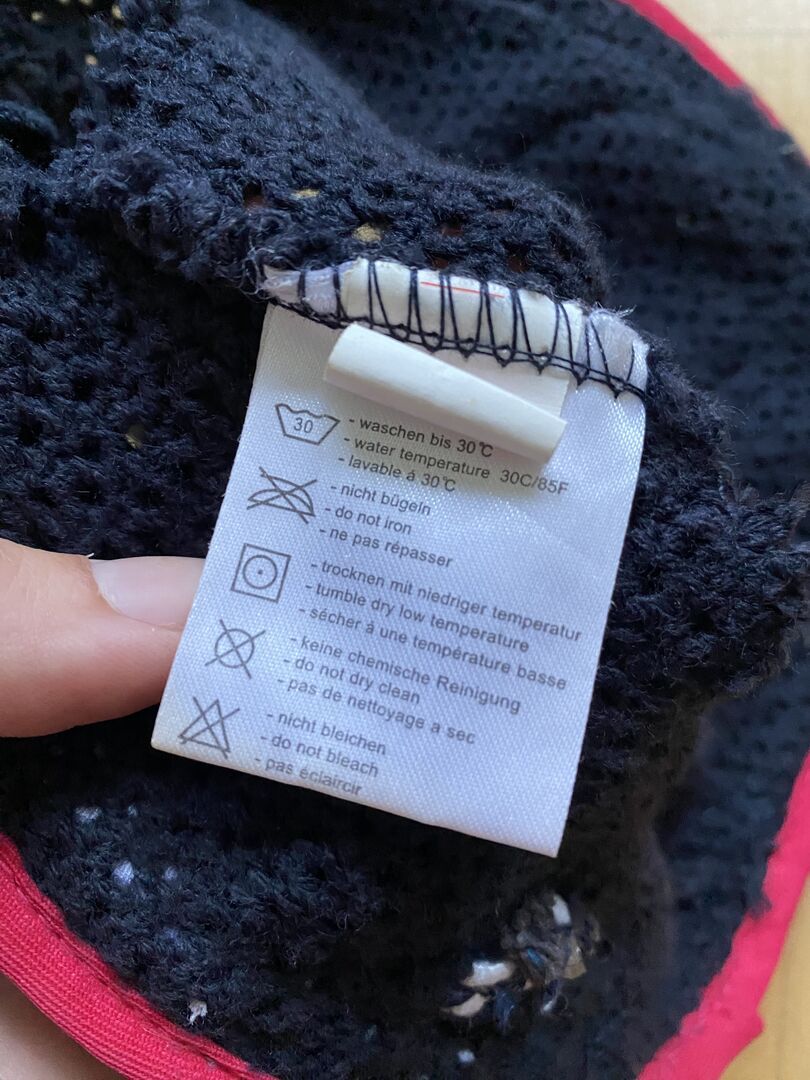 30
- waschen bis 30°C
- water temperature 30C/85F
- lavable á 30°C
- nicht bügeln
- do not iron
- ne pas répasser
- trocknen mit niedriger temperatur
- tumble dry low temperature
- sécher á une température basse
- keine chemische Reinigung
- do not dry clean
- pas de nettoyage a sec
- nicht bleichen
- do not bleach
- pas éclaircir